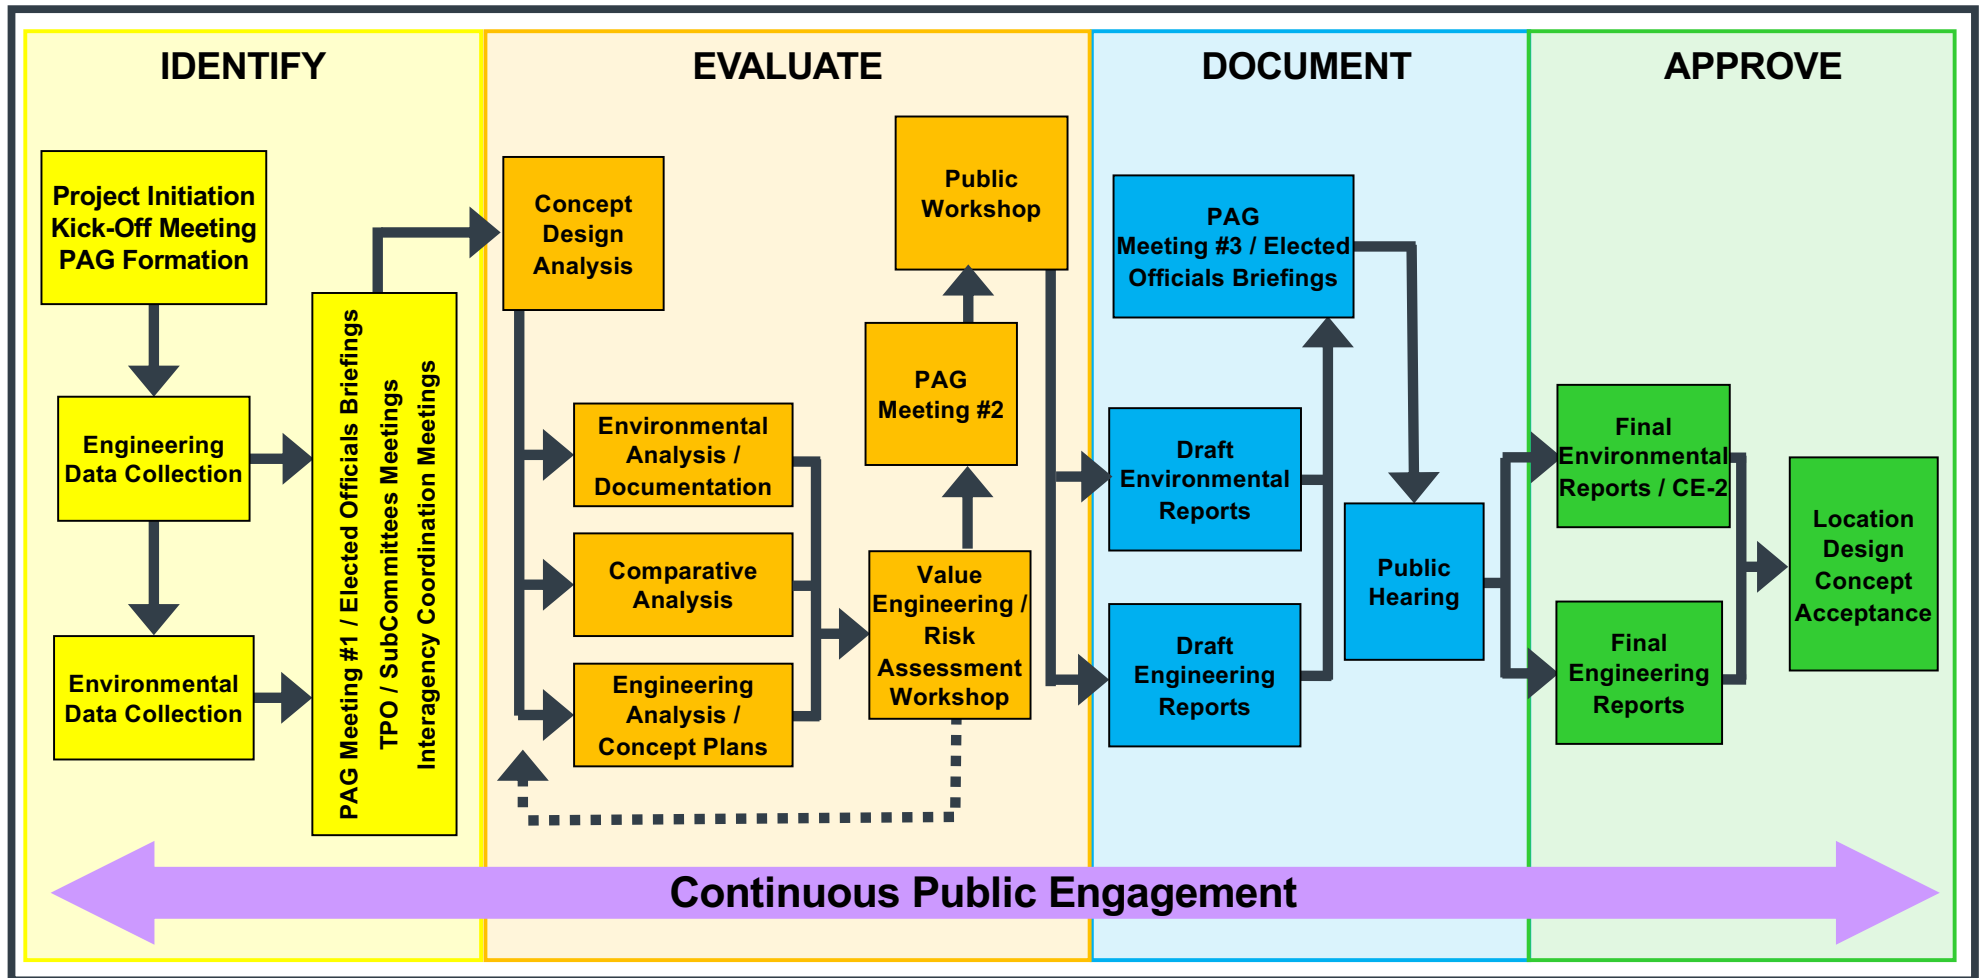 IDENTIFY
Project Initiation
Kick-Off Meeting
PAG Formation
Engineering
Data Collection
Environmental
Data Collection
PAG Meeting #1 / Elected Officials Briefings
TPO / SubCommittees Meetings
Interagency Coordination Meetings
EVALUATE
Concept
Design
Analysis
Environmental
Analysis /
Documentation
Comparative
Analysis
Engineering
Analysis /
Concept Plans
Value
Engineering /
Risk
Assessment
Workshop
PAG
Meeting #2
Public
Workshop
DOCUMENT
PAG
Meeting #3 / Elected
Officials Briefings
Draft
Environmental
Reports
Draft
Engineering
Reports
Public
Hearing
APPROVE
Final
Environmental
Reports / CE-2
Final
Engineering
Reports
Location
Design
Concept
Acceptance
Continuous Public Engagement